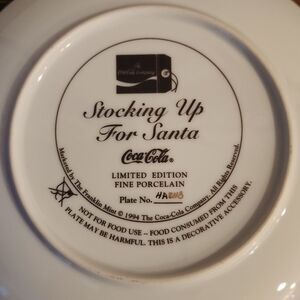 Stocking Up
For Santa
Coca-Cola®
LIMITED EDITION
FINE PORCELAIN
Plate No.
Marketed by The Franklin Mint © 1994 The Coca-Cola Company. All Rights Reserved.
NOT FOR FOOD USE -- FOOD CONSUMED FROM THIS
PLATE MAY BE HARMFUL. THIS IS A DECORATIVE ACCESSORY.